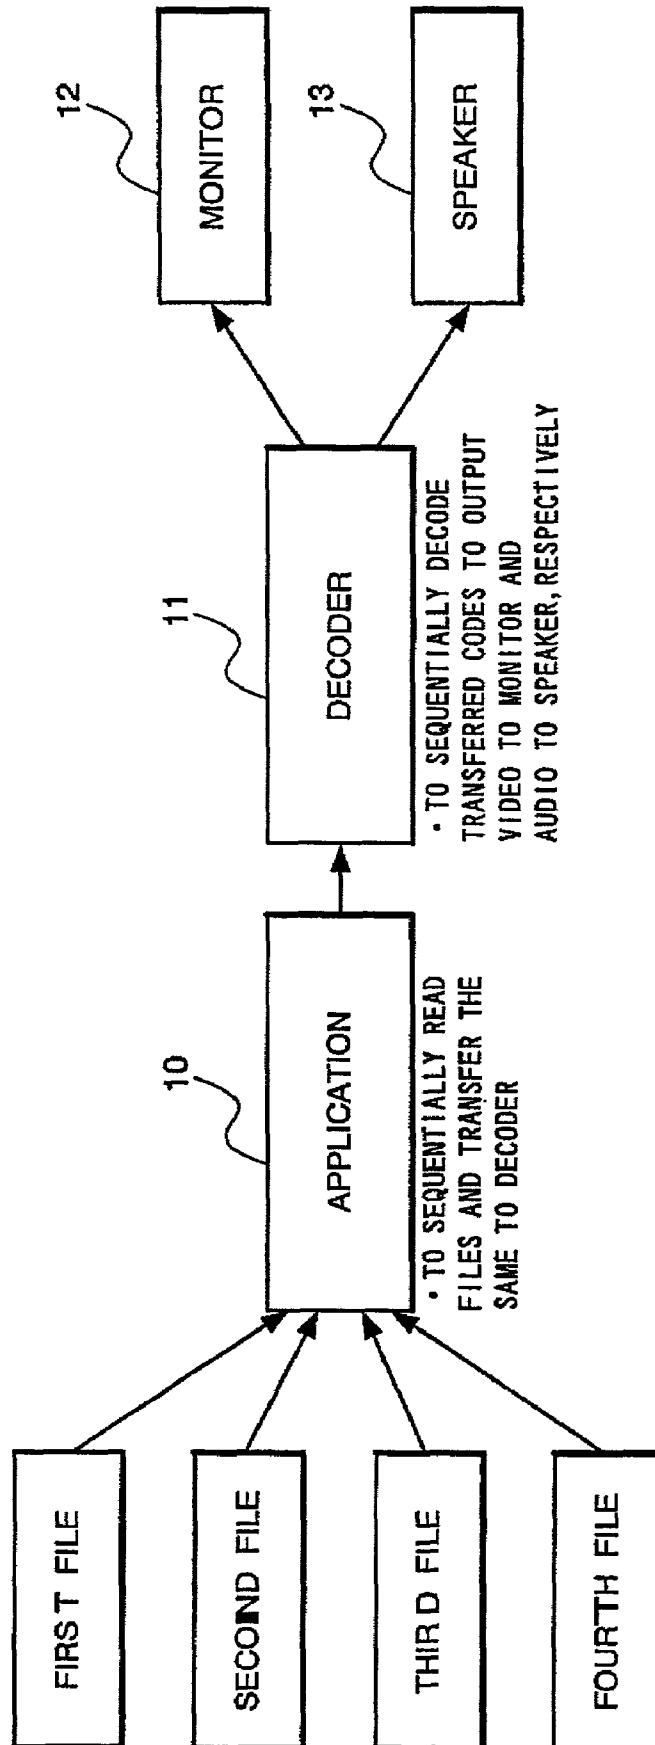 FIRST FILE
SECOND FILE
THIRD FILE
FOURTH FILE
10
APPLICATION
• TO SEQUENTIALLY READ
FILES AND TRANSFER THE
SAME TO DECODER
11
DECODER
• TO SEQUENTIALLY DECODE
TRANSFERRED CODES TO OUTPUT
VIDEO TO MONITOR AND
AUDIO TO SPEAKER, RESPECTIVELY
12
MONITOR
13
SPEAKER